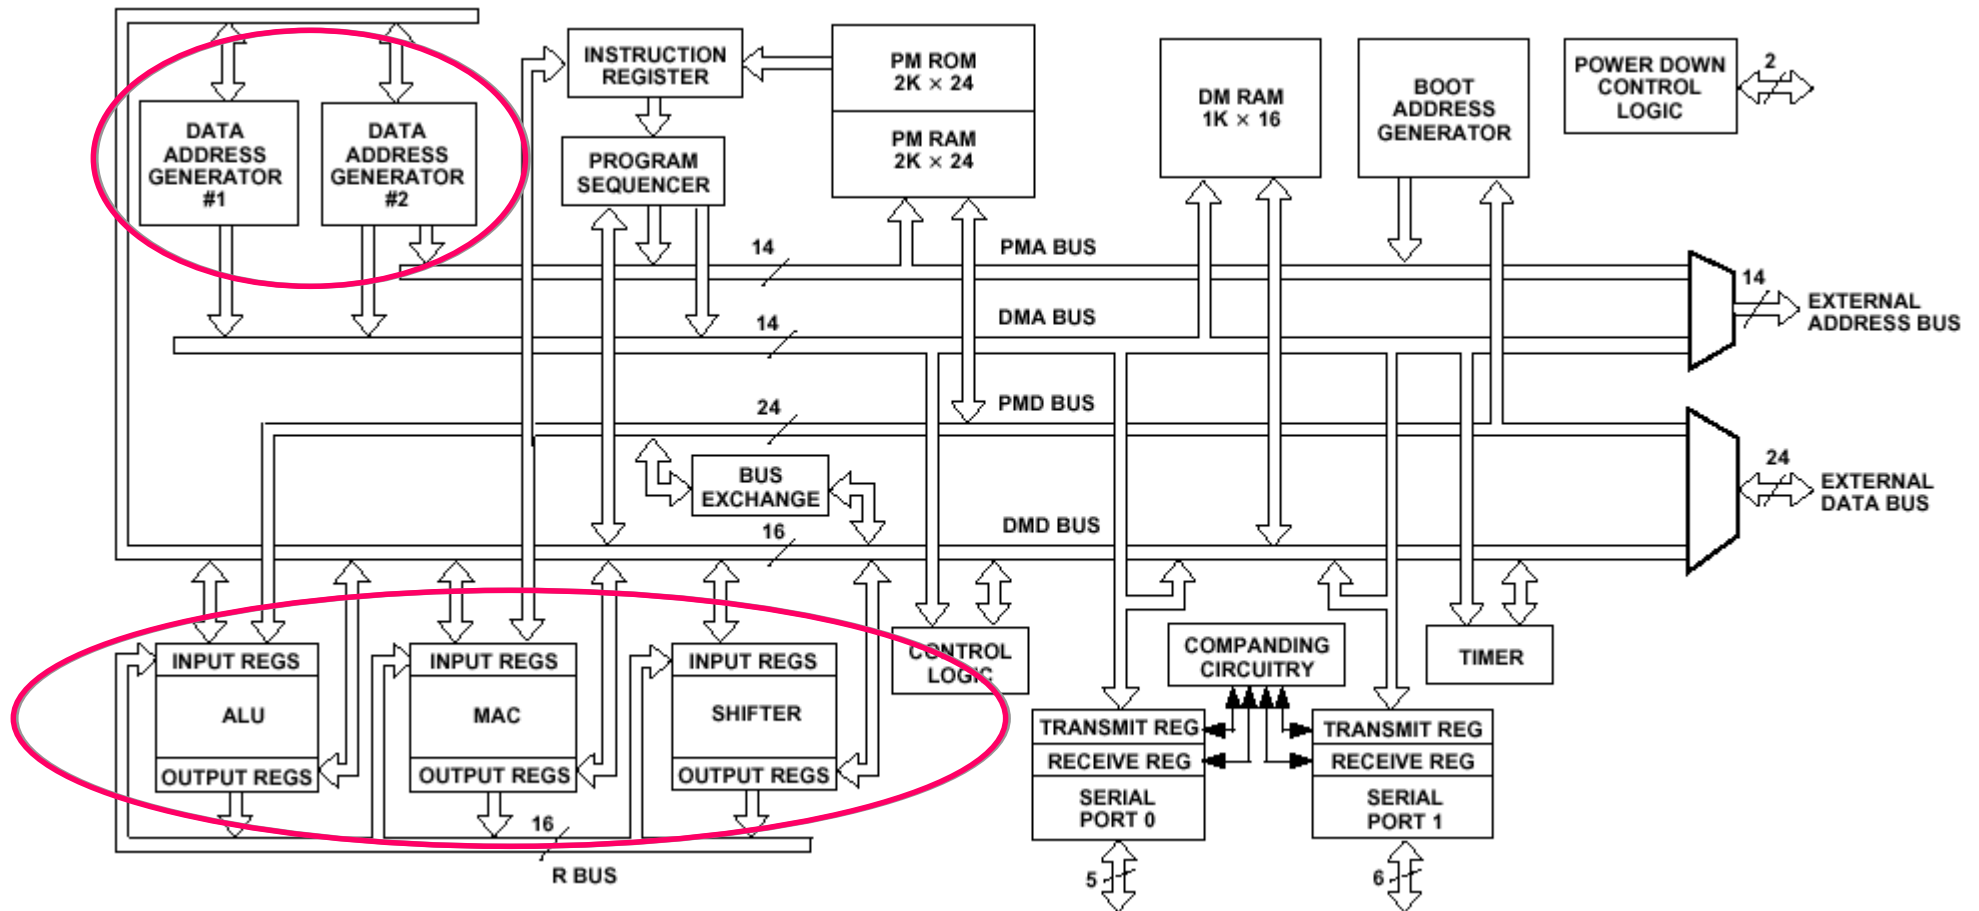 DATA
ADDRESS
GENERATOR
#1
DATA
ADDRESS
GENERATOR
#2
INSTRUCTION
REGISTER
PROGRAM
SEQUENCER
PM ROM
2K × 24
PM RAM
2K × 24
DM RAM
1K × 16
BOOT
ADDRESS
GENERATOR
POWER DOWN
CONTROL
LOGIC
2
14
PMA BUS
14
DMA BUS
14
EXTERNAL
ADDRESS BUS
24
PMD BUS
BUS
EXCHANGE
24
EXTERNAL
DATA BUS
16
DMD BUS
INPUT REGS
ALU
OUTPUT REGS
INPUT REGS
MAC
OUTPUT REGS
INPUT REGS
SHIFTER
OUTPUT REGS
16
R BUS
CONTROL
LOGIC
COMPANDING
CIRCUITRY
TIMER
TRANSMIT REG
RECEIVE REG
SERIAL
PORT 0
5
TRANSMIT REG
RECEIVE REG
SERIAL
PORT 1
6